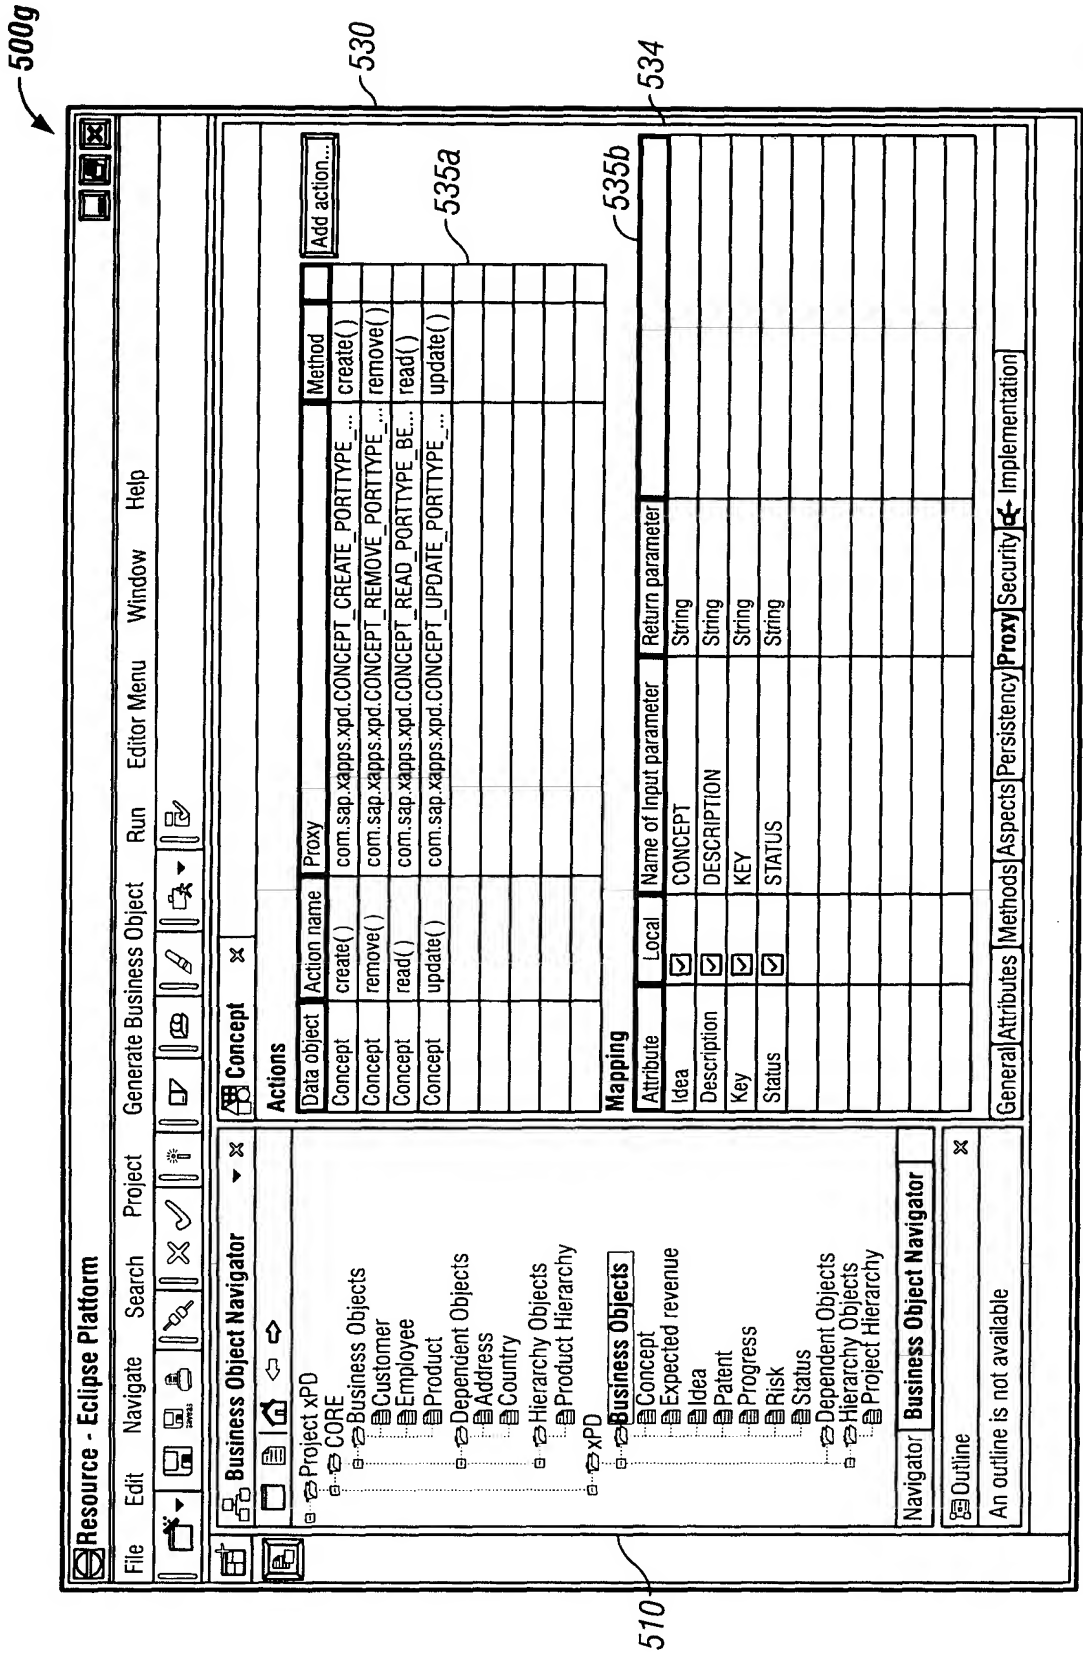 500g
Resource - Eclipse Platform
File Edit Navigate Search Project Generate Business Object Run Editor Menu Window Help
Business Object Navigator
Project xPD
CORE
Business Objects
Customer
Employee
Product
Dependent Objects
Address
Country
Hierarchy Objects
Product Hierarchy
xPD
Business Objects
Concept
Expected revenue
Idea
Patent
Progress
Risk
Status
Dependent Objects
Hierarchy Objects
Project Hierarchy
Navigator Business Object Navigator
Outline
An outline is not available
510
Concept
530
Actions
Add action...
Data object Action name Proxy Method
Concept create( ) com.sap.xapps.xpd.CONCEPT_CREATE_PORTTYPE_... create( )
Concept remove( ) com.sap.xapps.xpd.CONCEPT_REMOVE_PORTTYPE_... remove( )
Concept read( ) com.sap.xapps.xpd.CONCEPT_READ_PORTTYPE_BE... read( )
Concept update( ) com.sap.xapps.xpd.CONCEPT_UPDATE_PORTTYPE_... update( )
535a
Mapping
535b
534
Attribute Local Name of Input parameter Return parameter
Idea CONCEPT String
Description DESCRIPTION String
Key KEY String
Status STATUS String
General Attributes Methods Aspects Persistency Proxy Security Implementation